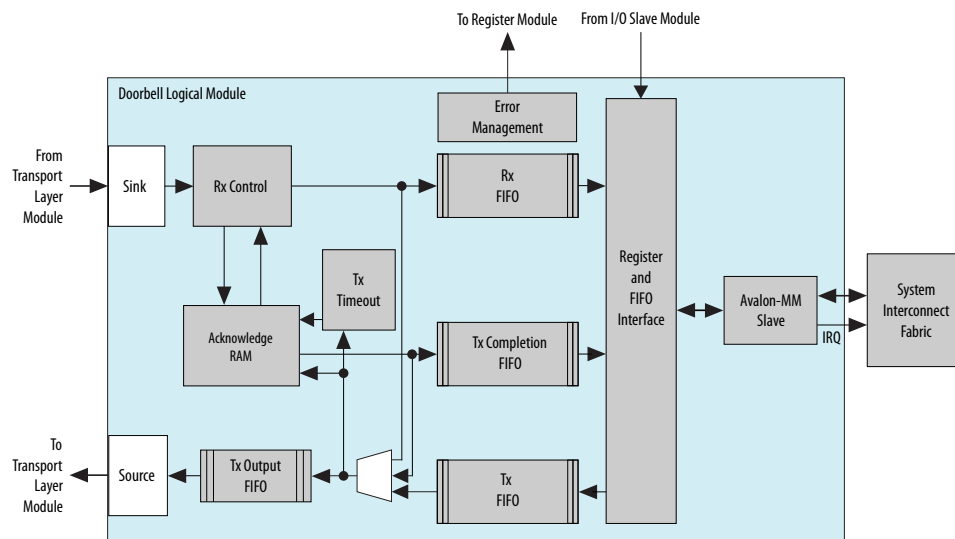 To Register Module
From I/O Slave Module
Doorbell Logical Module
Error
Management
From
Transport
Layer
Module
Sink
Rx Control
Rx
FIFO
Tx
Timeout
Register
and
FIFO
Interface
Avalon-MM
Slave
System
Interconnect
Fabric
IRQ
Acknowledge
RAM
Tx Completion
FIFO
To
Transport
Layer
Module
Source
Tx Output
FIFO
Tx
FIFO